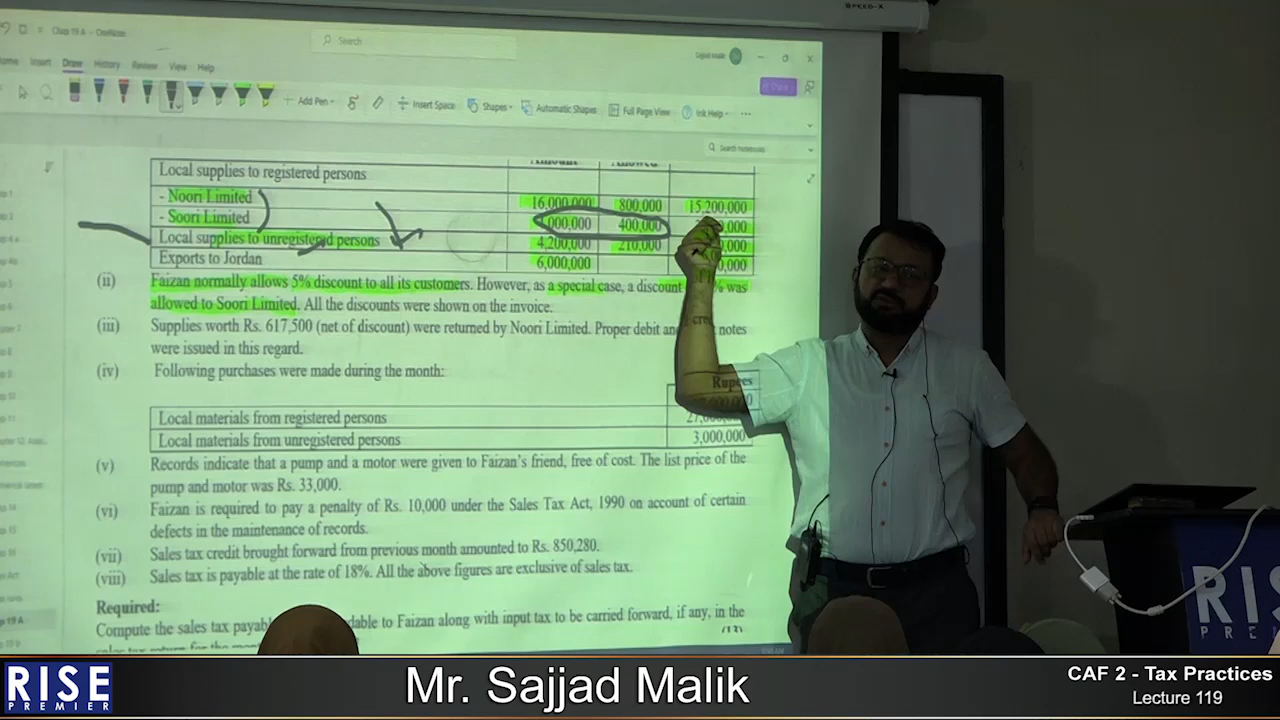 SPEED-X
Chap 19 A - OneNote
Search
Sajjad Malik
Insert Draw History Review View Help
Add Pen Insert Space Shapes Automatic Shapes Full Page View Ink Help ...
Search Notebooks
Local supplies to registered persons
- Noori Limited 16,000,000 800,000 15,200,000
- Soori Limited 400,000
Local supplies to unregistered persons 4,200,000 210,000
Exports to Jordan 6,000,000
(ii) Faizan normally allows 5% discount to all its customers. However, as a special case, a discount was
allowed to Soori Limited. All the discounts were shown on the invoice.
(iii) Supplies worth Rs. 617,500 (net of discount) were returned by Noori Limited. Proper debit notes
were issued in this regard.
(iv) Following purchases were made during the month:
Rupees
Local materials from registered persons
Local materials from unregistered persons 3,000,000
(v) Records indicate that a pump and a motor were given to Faizan's friend, free of cost. The list price of the
pump and motor was Rs. 33,000.
(vi) Faizan is required to pay a penalty of Rs. 10,000 under the Sales Tax Act, 1990 on account of certain
defects in the maintenance of records.
(vii) Sales tax credit brought forward from previous month amounted to Rs. 850,280.
(viii) Sales tax is payable at the rate of 18%. All the above figures are exclusive of sales tax.
Required:
Compute the sales tax to Faizan along with input tax to be carried forward, if any, in the
RIS
PRE
RISE
PREMIER
Mr. Sajjad Malik
CAF 2 - Tax Practices
Lecture 119